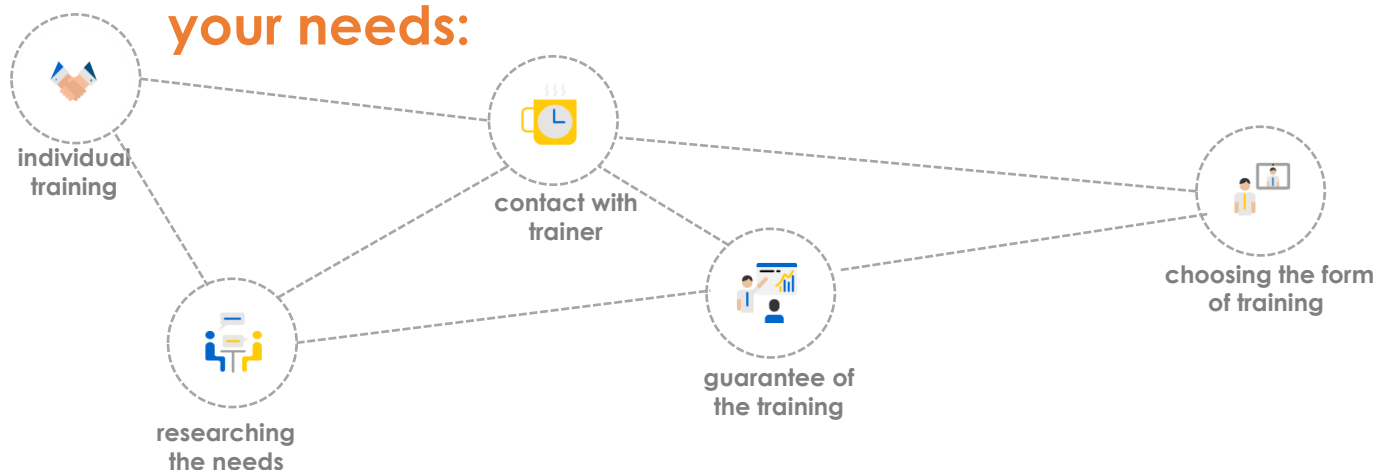 your needs:
individual
training
contact with
trainer
choosing the form
of training
guarantee of
the training
researching
the needs